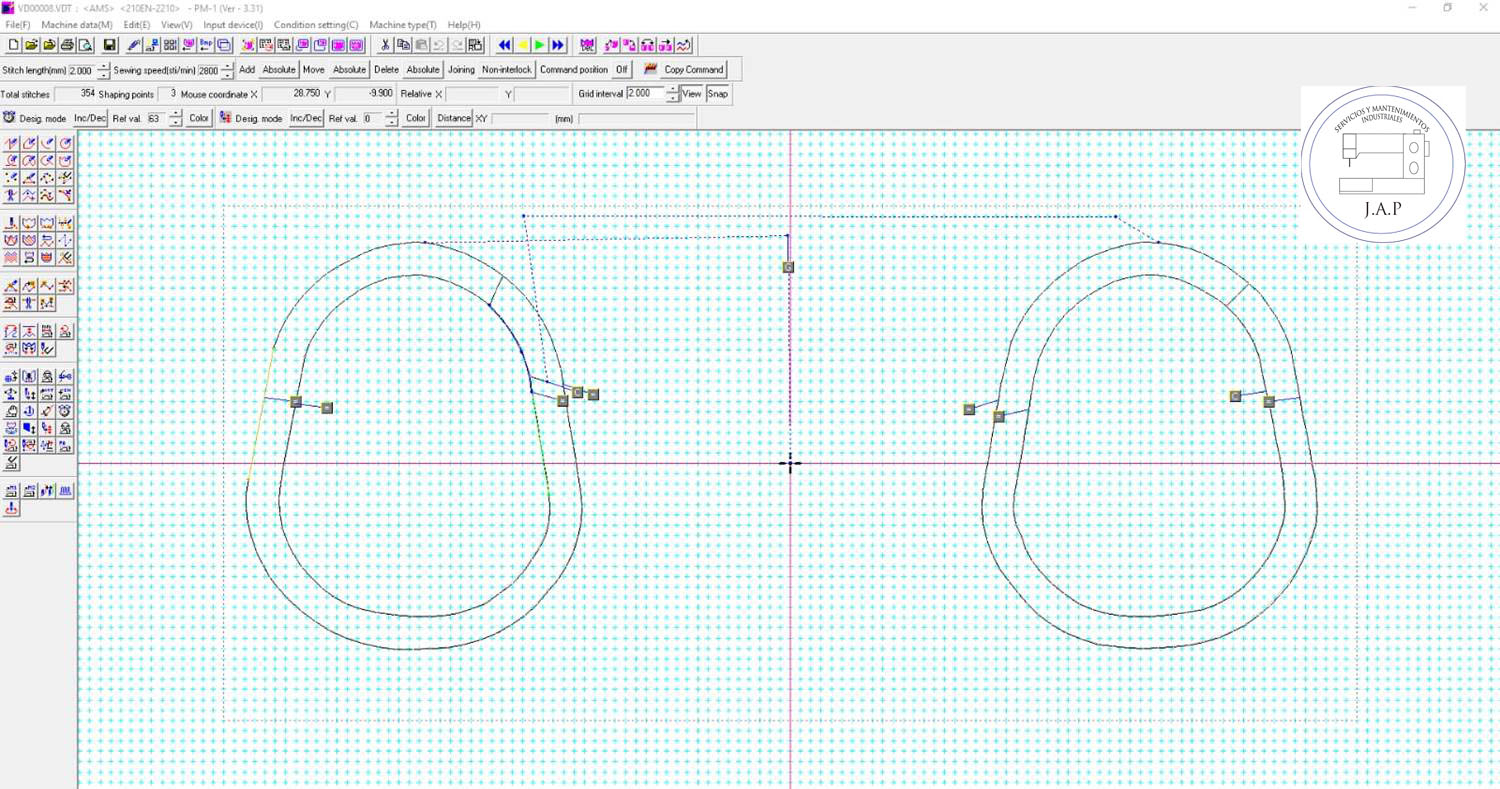 VD00008.VDT : <AMS> <210EN-2210> - PM-1 (Ver - 3.31)
File(F) Machine data(M) Edit(E) View(V) Input device(I) Condition setting(C) Machine type(T) Help(H)
Stitch length(mm) 2.000 Sewing speed(sti/min) 2800 Add Absolute Move Absolute Delete Absolute Joining Non-interlock Command position Off Copy Command
Total stitches 354 Shaping points 3 Mouse coordinate X 28.750 Y -9.900 Relative X Y Grid interval 2.000 View Snap
Desig. mode Inc/Dec Ref val. 63 Color Desig. mode Inc/Dec Ref val. 0 Color Distance XY (mm)
SERVICIOS Y MANTENIMIENTOS
INDUSTRIALES
J.A.P